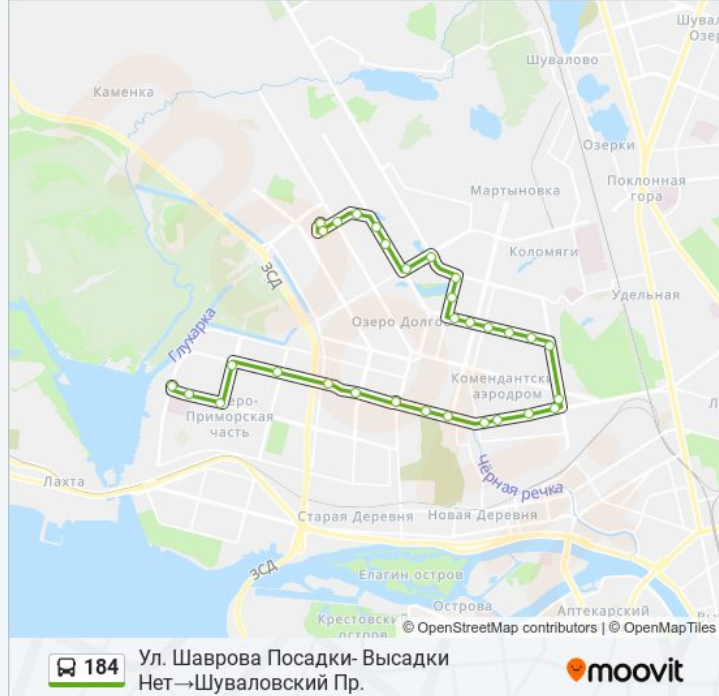 Шувал
Озер
Шувалово
Каменка
Озерки
Поклонная
гора
Мартыновка
Коломяги
ЗСД
Удельная
Глухарка
Озеро Долго
Комендантск
аэродром
еро-
Приморская
часть
Чёрная речка
Лахта
Старая Деревня
Новая Деревня
ЗСД
Елагин остров
Крестовский
остров
Острова
Аптекарский
© OpenStreetMap contributors | © OpenMapTiles
184
Ул. Шаврова Посадки- Высадки
Нет→Шуваловский Пр.
moovit